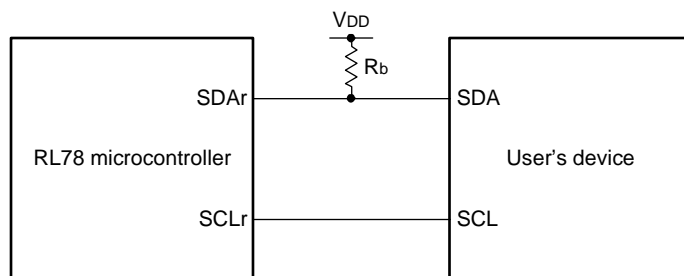 VDD
Rb
SDAr
SDA
RL78 microcontroller
User's device
SCLr
SCL